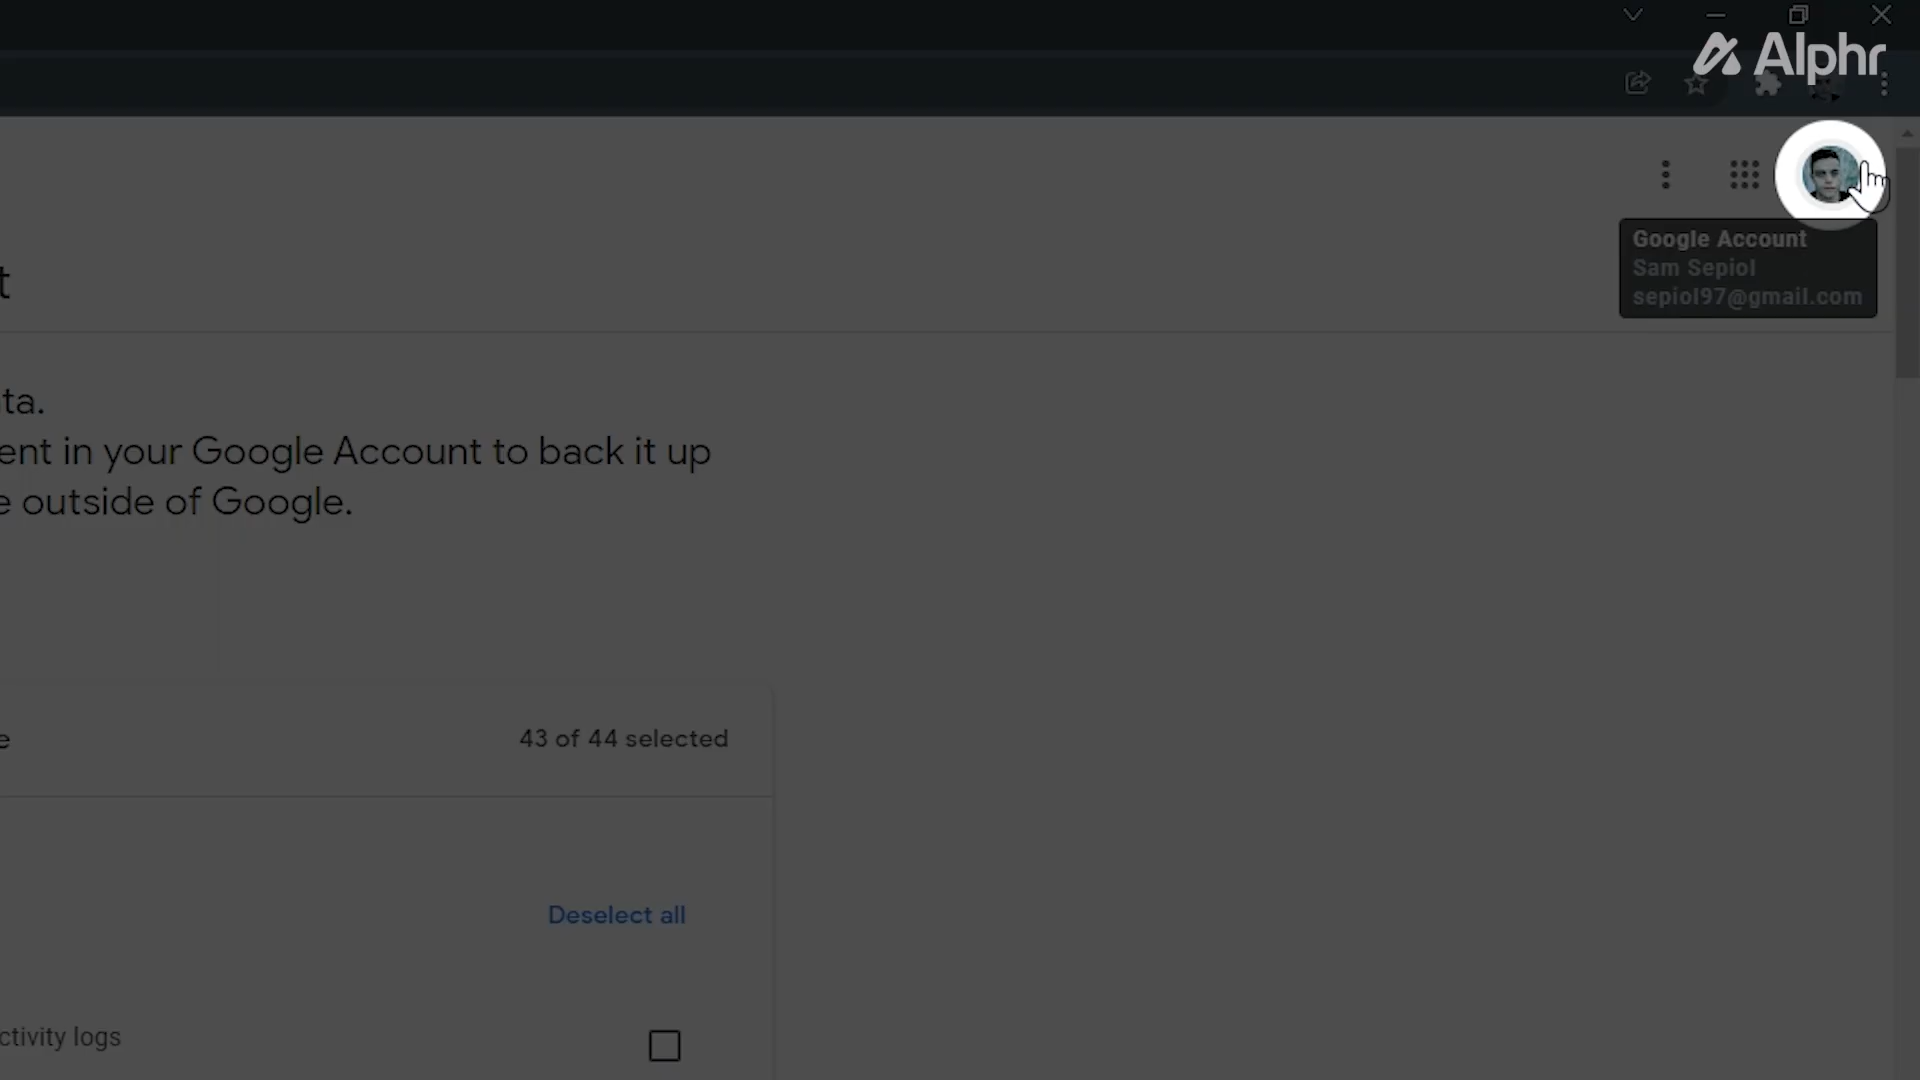 Alphr
Google Account
Sam Sepiol
sepiol97@gmail.com
t
ta.
ent in your Google Account to back it up
e outside of Google.
e
43 of 44 selected
Deselect all
ctivity logs